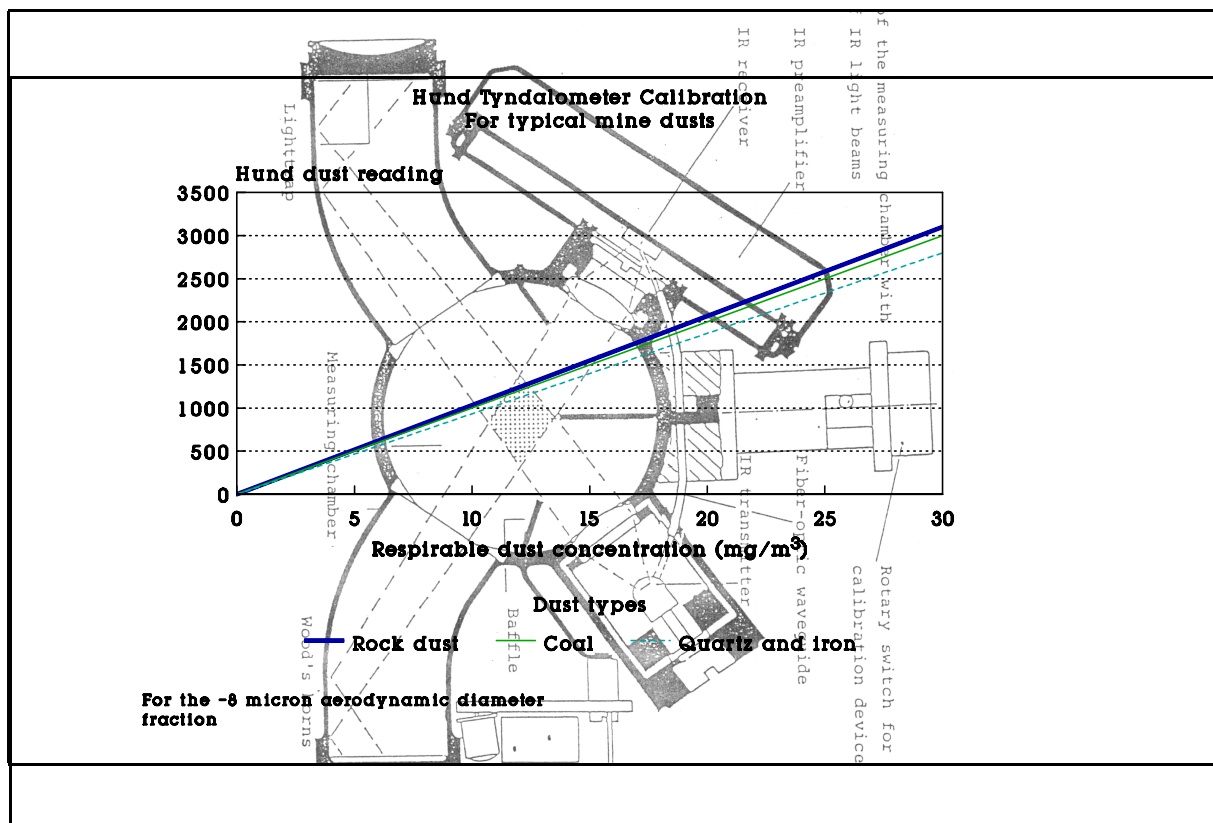 Hund Tyndalometer Calibration
For typical mine dusts
Hund dust reading
3500
3000
2500
2000
1500
1000
500
0
0 5 10 15 20 25 30
Respirable dust concentration (mg/m³)
Dust types
Rock dust Coal Quartz and iron
For the -8 micron aerodynamic diameter
fraction
Lighttrap
Measuring chamber
Wood's horns
Baffle
IR receiver
IR preamplifier
IR light beams
of the measuring chamber with
IR transmitter
Fiber-optic waveguide
Rotary switch for
calibration device